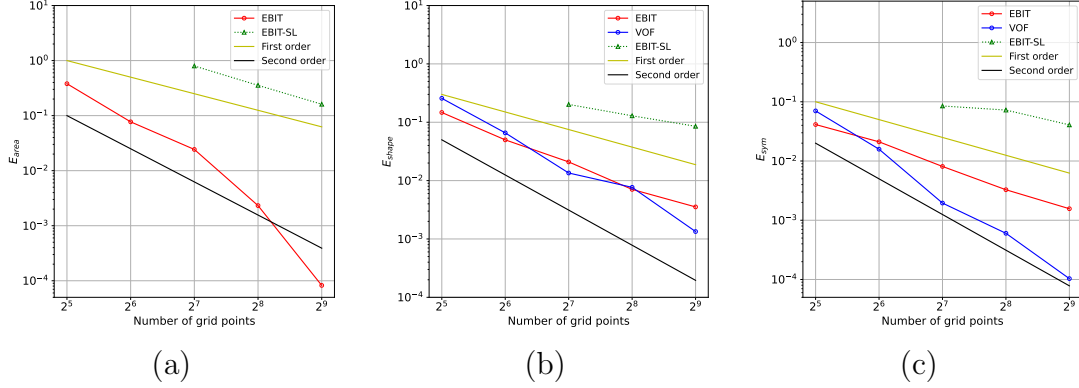 10^1
10^0
10^-1
10^-2
10^-3
10^-4
E_area
2^5 2^6 2^7 2^8 2^9
Number of grid points
EBIT
EBIT-SL
First order
Second order
(a)
10^1
10^0
10^-1
10^-2
10^-3
10^-4
E_shape
2^5 2^6 2^7 2^8 2^9
Number of grid points
EBIT
VOF
EBIT-SL
First order
Second order
(b)
10^0
10^-1
10^-2
10^-3
10^-4
E_sym
2^5 2^6 2^7 2^8 2^9
Number of grid points
EBIT
VOF
EBIT-SL
First order
Second order
(c)